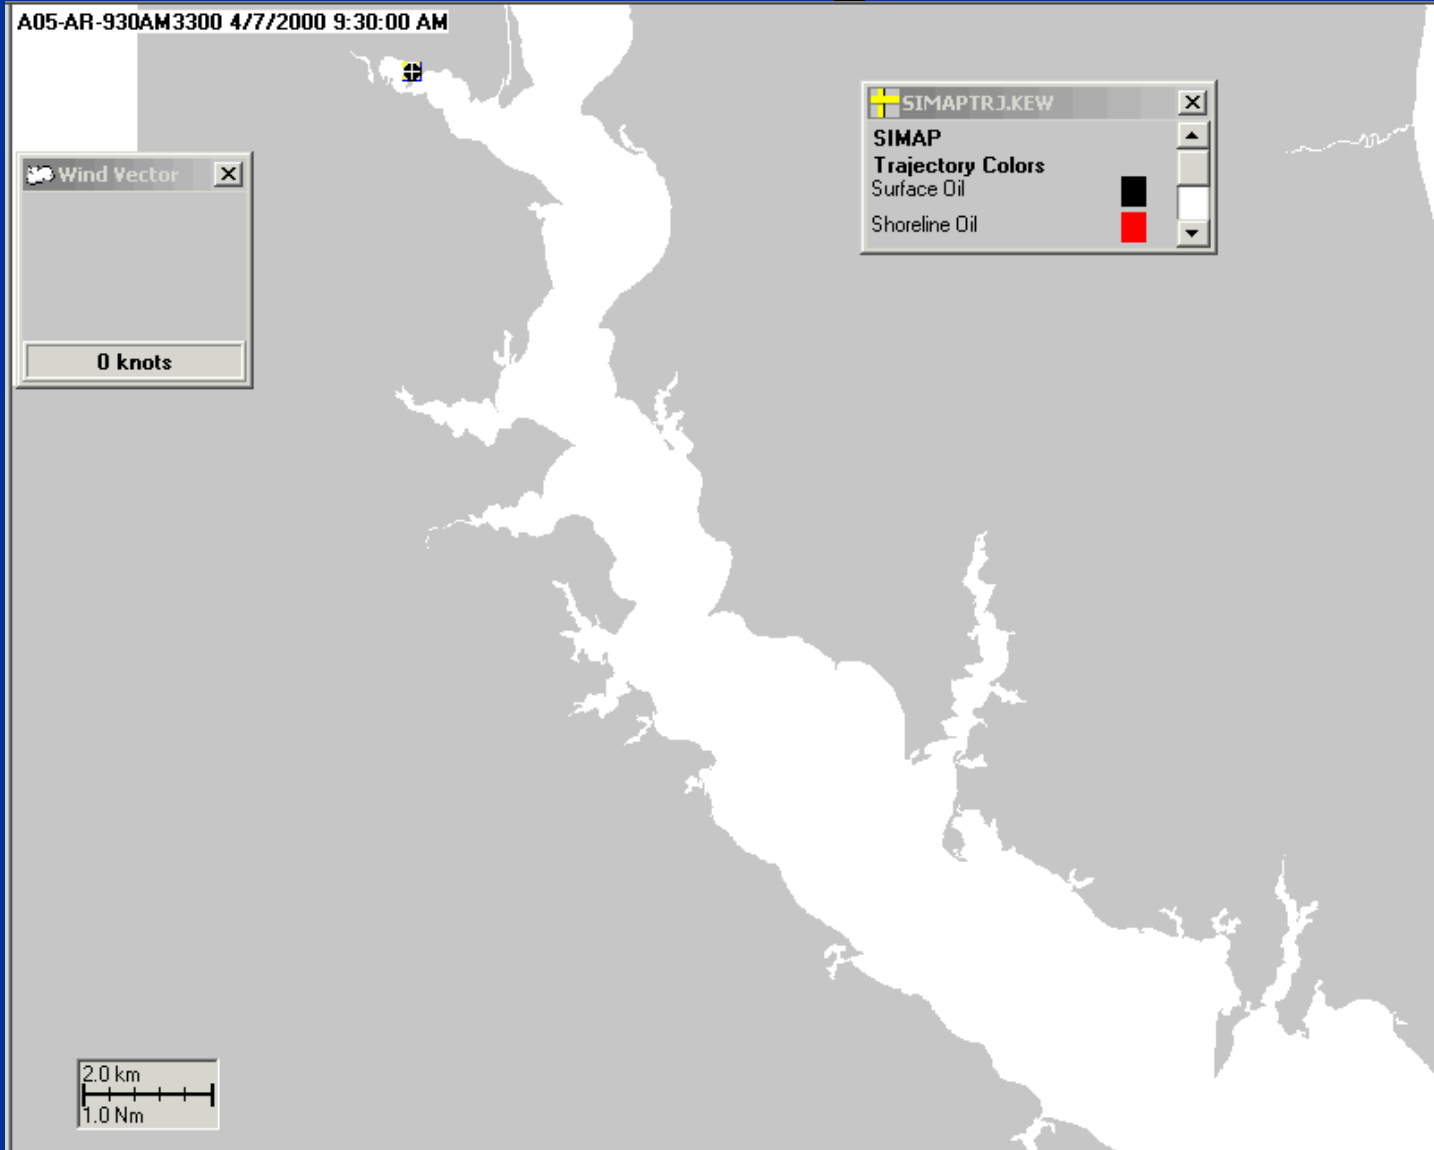 A05-AR-930AM3300 4/7/2000 9:30:00 AM
SIMAPTRJ.KEW
SIMAP
Trajectory Colors
Surface Oil
Shoreline Oil
Wind Vector
0 knots
2.0 km
1.0 Nm